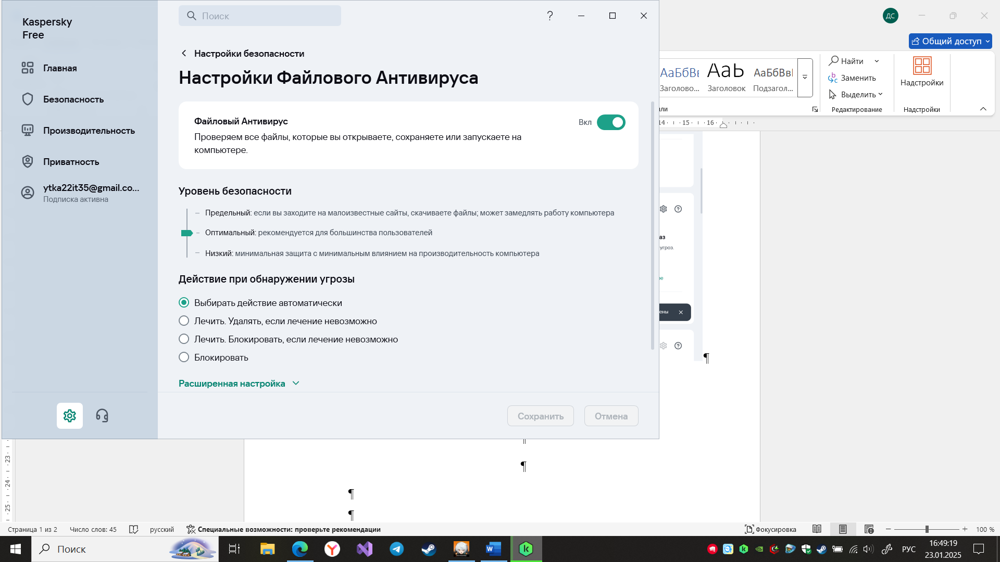 Kaspersky
Free
Поиск
Главная
Безопасность
Производительность
Приватность
ytka22it35@gmail.co...
Подписка активна
Настройки безопасности
Настройки Файлового Антивируса
Файловый Антивирус
Вкл
Проверяем все файлы, которые вы открываете, сохраняете или запускаете на
компьютере.
Уровень безопасности
Предельный: если вы заходите на малоизвестные сайты, скачиваете файлы; может замедлять работу компьютера
Оптимальный: рекомендуется для большинства пользователей
Низкий: минимальная защита с минимальным влиянием на производительность компьютера
Действие при обнаружении угрозы
Выбирать действие автоматически
Лечить. Удалять, если лечение невозможно
Лечить. Блокировать, если лечение невозможно
Блокировать
Расширенная настройка
Сохранить
Отмена
ДС
Общий доступ
АаБбВв
АаЬ
АаБбВв
Заголово...
Заголовок
Подзагол...
Найти
Заменить
Выделить
Надстройки
Редактирование
Надстройки
14 15 16
угроз.
23
24
25
Страница 1 из 2
Число слов: 45
русский
Специальные возможности: проверьте рекомендации
Фокусировка
100 %
Поиск
РУС
16:49:19
23.01.2025